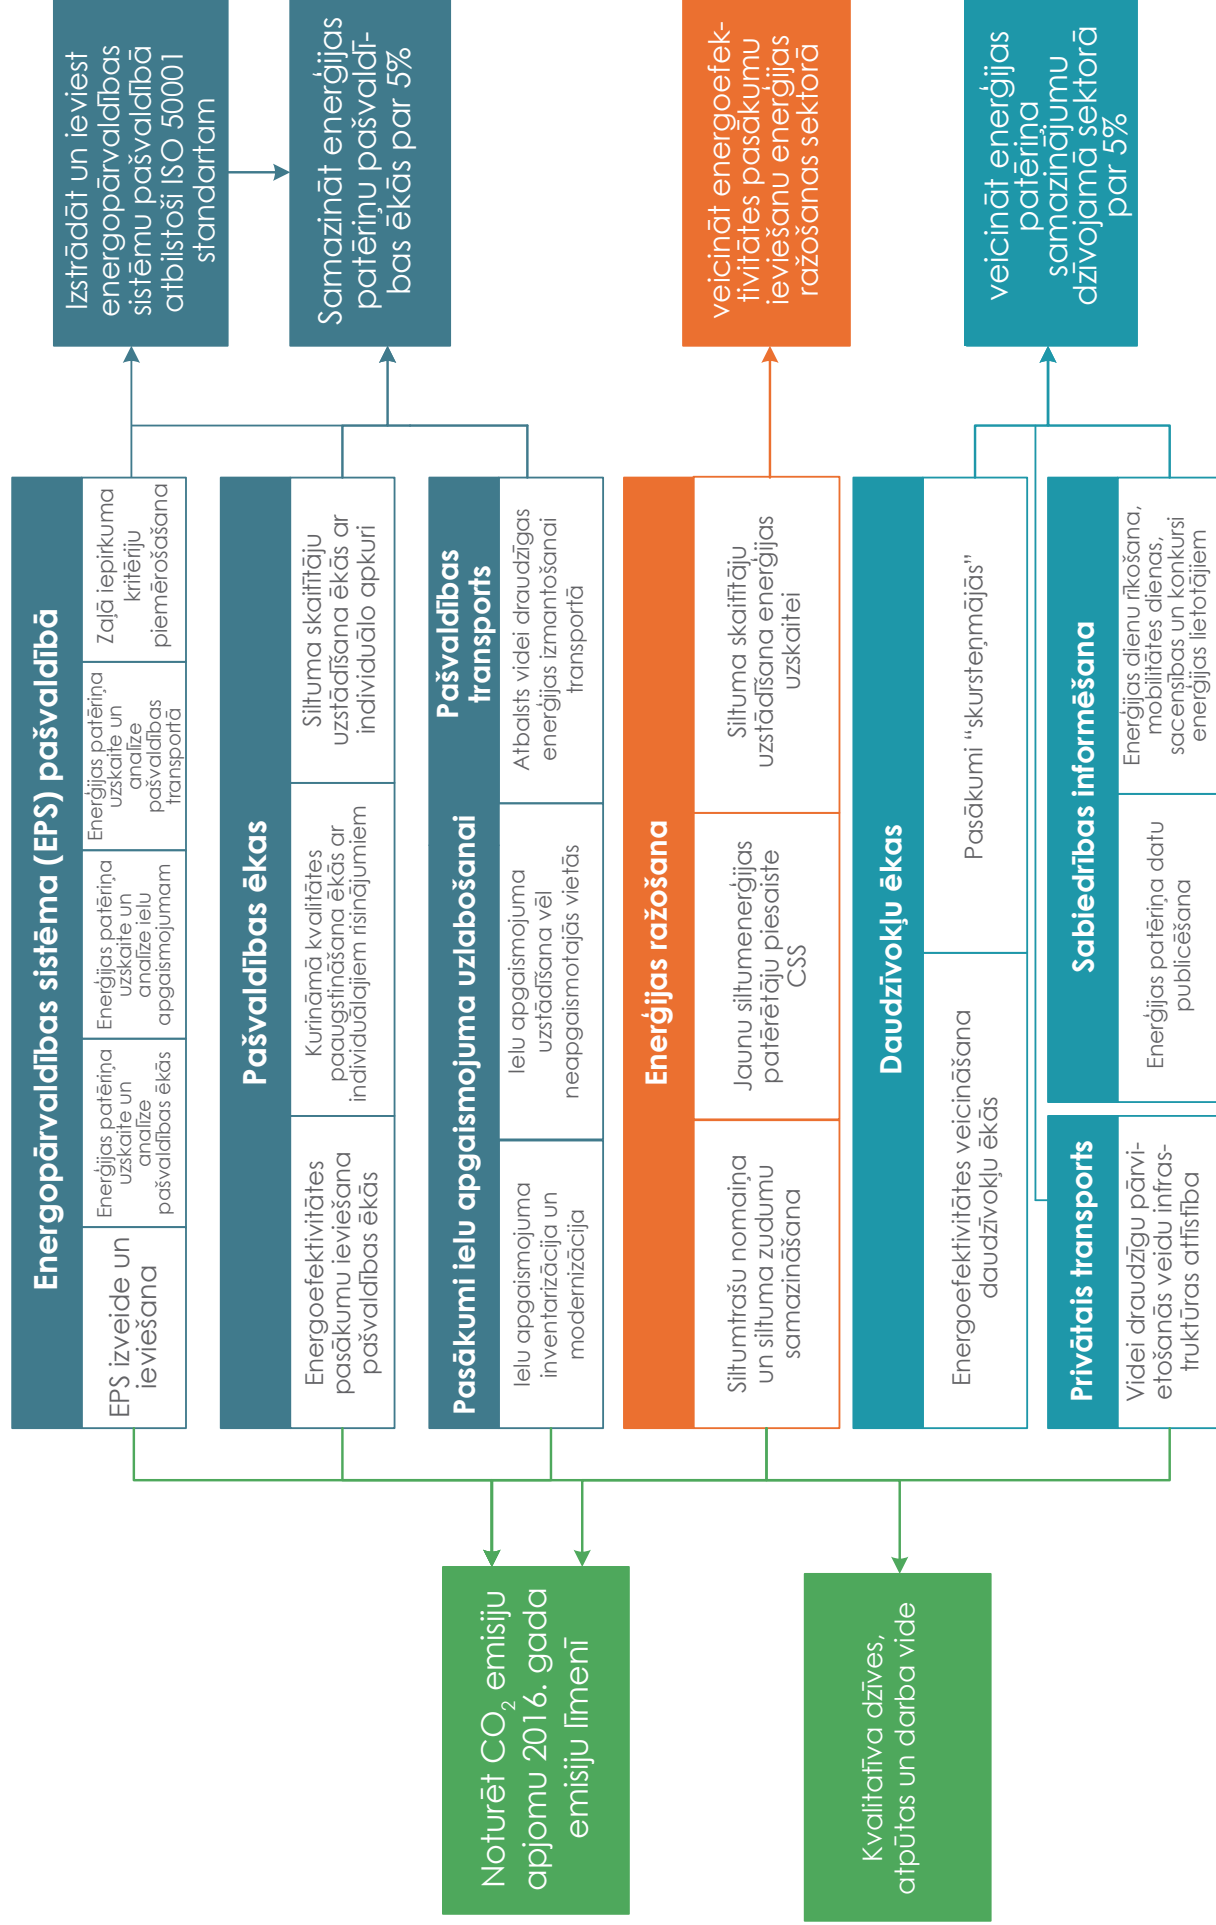 Energopārvaldības sistēma (EPS) pašvaldībā
EPS izveide un
ieviešana
Enerģijas patēriņa
uzskaite un
analīze
pašvaldības ēkās
Enerģijas patēriņa
uzskaite un
analīze ielu
apgaismojumam
Enerģijas patēriņa
uzskaite un
analīze
pašvaldības
transportā
Zaļā iepirkuma
kritēriju
piemērošašana
Izstrādāt un ieviest
energopārvaldības
sistēmu pašvaldībā
atbilstoši ISO 50001
standartam
Pašvaldības ēkas
Energoefektivitātes
pasākumu ieviešana
pašvaldības ēkās
Kurināmā kvalitātes
paaugstināšana ēkās ar
individuālajiem risinājumiem
Siltuma skaitītāju
uzstādīšana ēkās ar
individuālo apkuri
Samazināt enerģijas
patēriņu pašvaldī-
bas ēkās par 5%
Pasākumi ielu apgaismojuma uzlabošanai
Ielu apgaismojuma
inventarizācija un
modernizācija
Ielu apgaismojuma
uzstādīšana vēl
neapgaismotajās vietās
Pašvaldības
transports
Atbalsts videi draudzīgas
enerģijas izmantošanai
transportā
Noturēt CO₂ emisiju
apjomu 2016. gada
emisiju līmenī
Enerģijas ražošana
Siltumtrašu nomaiņa
un siltuma zudumu
samazināšana
Jaunu siltumenerģijas
patērētāju piesaiste
CSS
Siltuma skaitītāju
uzstādīšana enerģijas
uzskaitei
veicināt energoefek-
tivitātes pasākumu
ieviešanu enerģijas
ražošanas sektorā
Kvalitatīva dzīves,
atpūtas un darba vide
Daudzīvokļu ēkas
Energoefektivitātes veicināšana
daudzīvokļu ēkās
Pasākumi “skursteņmājās”
veicināt enerģijas
patēriņa
samazinājumu
dzīvojamā sektorā
par 5%
Privātais transports
Videi draudzīgu pārvi-
etošanās veidu infras-
truktūras attīstība
Sabiedrības informēšana
Enerģijas patēriņa datu
publicēšana
Enerģijas dienu rīkošana,
mobilitātes dienas,
sacensības un konkursi
enerģijas lietotājiem